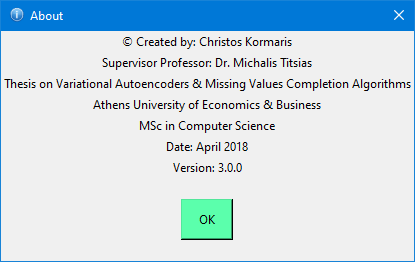 About
© Created by: Christos Kormaris
Supervisor Professor: Dr. Michalis Titsias
Thesis on Variational Autoencoders & Missing Values Completion Algorithms
Athens University of Economics & Business
MSc in Computer Science
Date: April 2018
Version: 3.0.0
OK